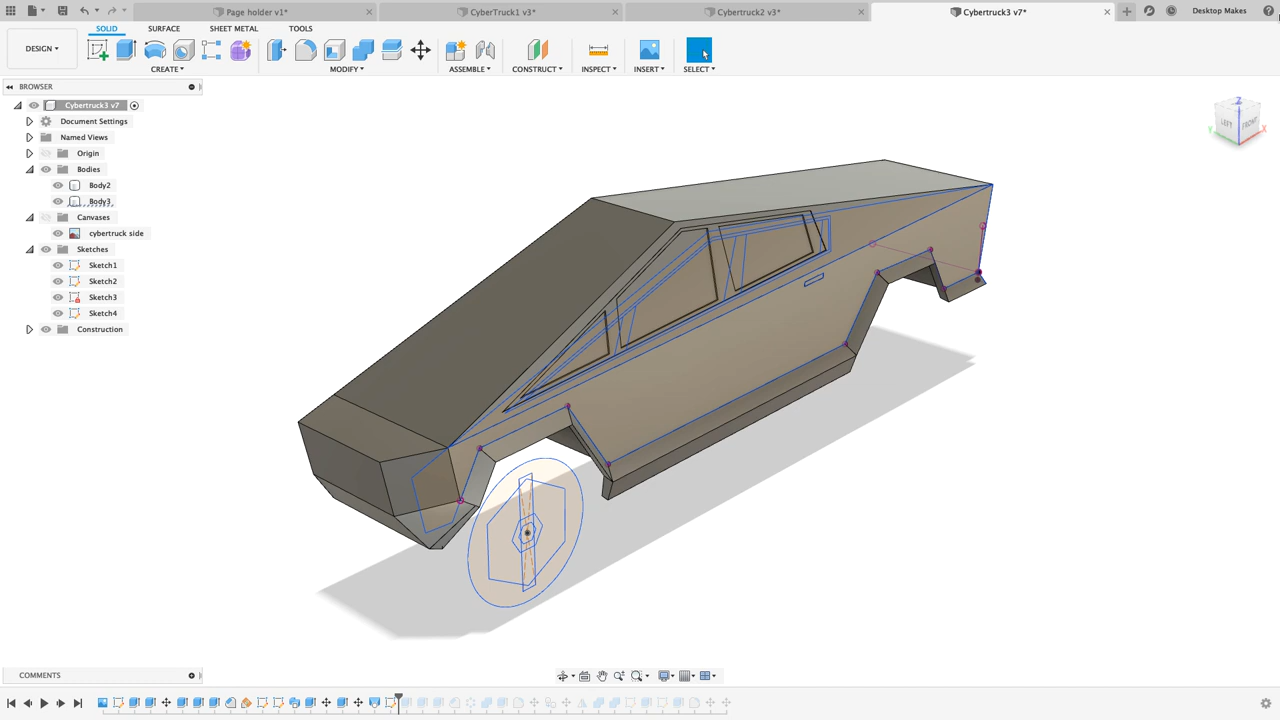 Page holder v1*
CyberTruck1 v3*
Cybertruck2 v3*
Cybertruck3 v7*
Desktop Makes
SOLID
SURFACE
SHEET METAL
TOOLS
DESIGN
CREATE
MODIFY
ASSEMBLE
CONSTRUCT
INSPECT
INSERT
SELECT
BROWSER
Cybertruck3 v7
Document Settings
Named Views
Origin
Bodies
Body2
Body3
Canvases
cybertruck side
Sketches
Sketch1
Sketch2
Sketch3
Sketch4
Construction
Z
LEFT
FRONT
Y
X
COMMENTS